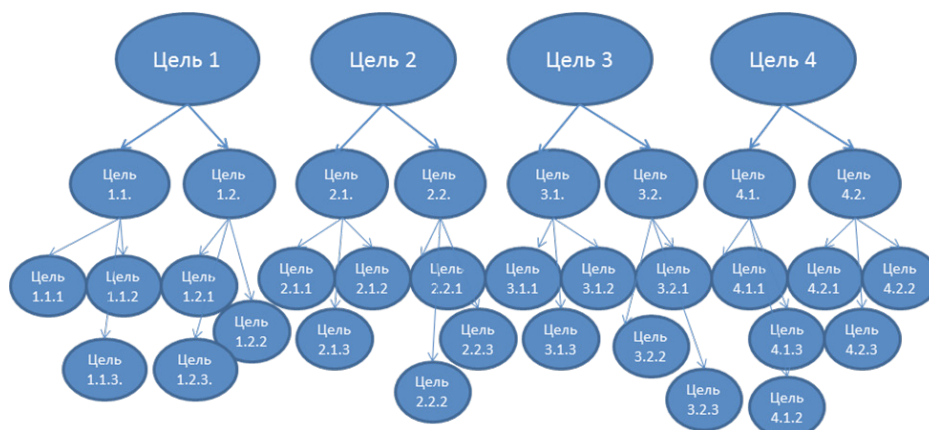 Цель 1
Цель 2
Цель 3
Цель 4
Цель
1.1.
Цель
1.2.
Цель
2.1.
Цель
2.2.
Цель
3.1.
Цель
3.2.
Цель
4.1.
Цель
4.2.
Цель
1.1.1
Цель
1.1.2
Цель
1.2.1
Цель
2.1.1
Цель
2.1.2
Цель
2.2.1
Цель
3.1.1
Цель
3.1.2
Цель
3.2.1
Цель
4.1.1
Цель
4.2.1
Цель
4.2.2
Цель
1.2.2
Цель
2.1.3
Цель
2.2.3
Цель
3.1.3
Цель
3.2.2
Цель
4.1.3
Цель
4.2.3
Цель
1.1.3.
Цель
1.2.3.
Цель
2.2.2
Цель
3.2.3
Цель
4.1.2